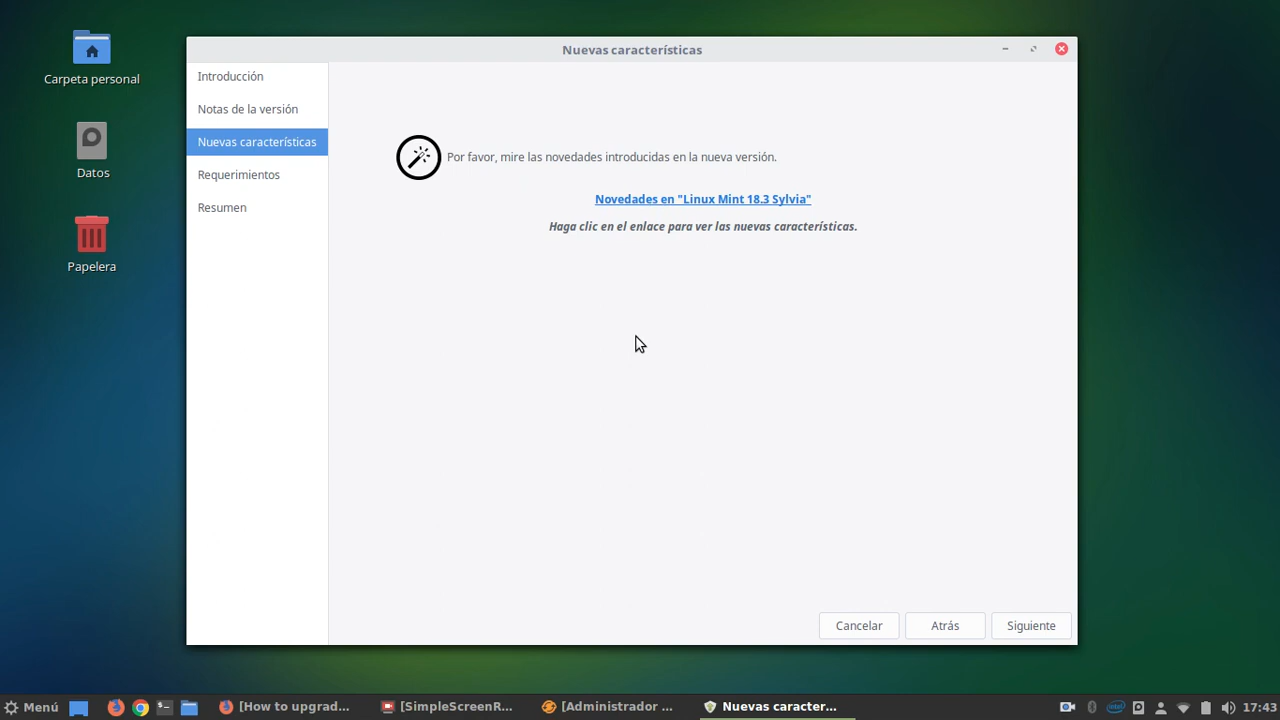 Carpeta personal
Datos
Papelera
Nuevas características
Introducción
Notas de la versión
Nuevas características
Requerimientos
Resumen
Por favor, mire las novedades introducidas en la nueva versión.
Novedades en "Linux Mint 18.3 Sylvia"
Haga clic en el enlace para ver las nuevas características.
Cancelar
Atrás
Siguiente
Menú
[How to upgrad...
[SimpleScreenR...
[Administrador ...
Nuevas caracter...
intel
17:43